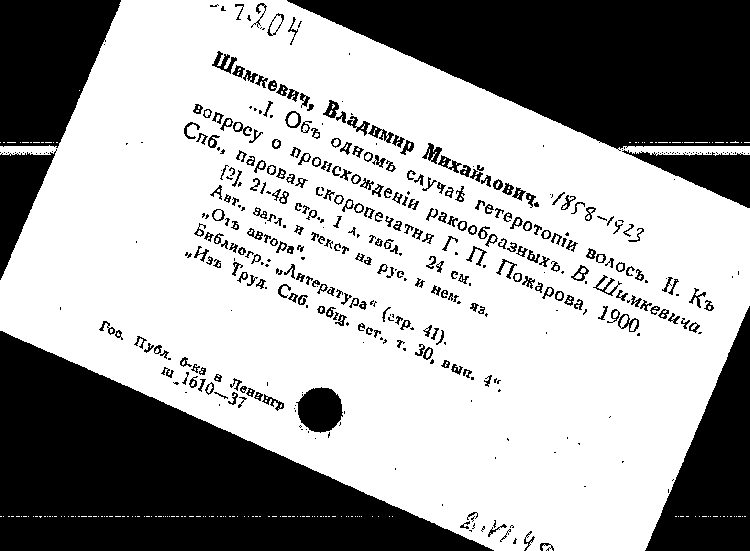 т.204
Шимкевич, Владимир Михайлович. 1858-1923
...I. Объ одномъ случаѣ гетеротопіи волосъ. II. Къ
вопросу о происхожденіи ракообразныхъ. В. Шимкевича.
Спб., паровая скоропечатня Г. П. Пожарова, 1900.
[2], 21-48 стр., 1 л. табл. 24 см.
Авт., загл. и текст на рус. и нем. яз.
„Отъ автора“.
Библиогр.: „Литература“ (стр. 41).
„Изъ Труд. Спб. общ. ест., т. 30, вып. 4“.
Гос. Публ. б-ка в Ленингр
ш 1610—37